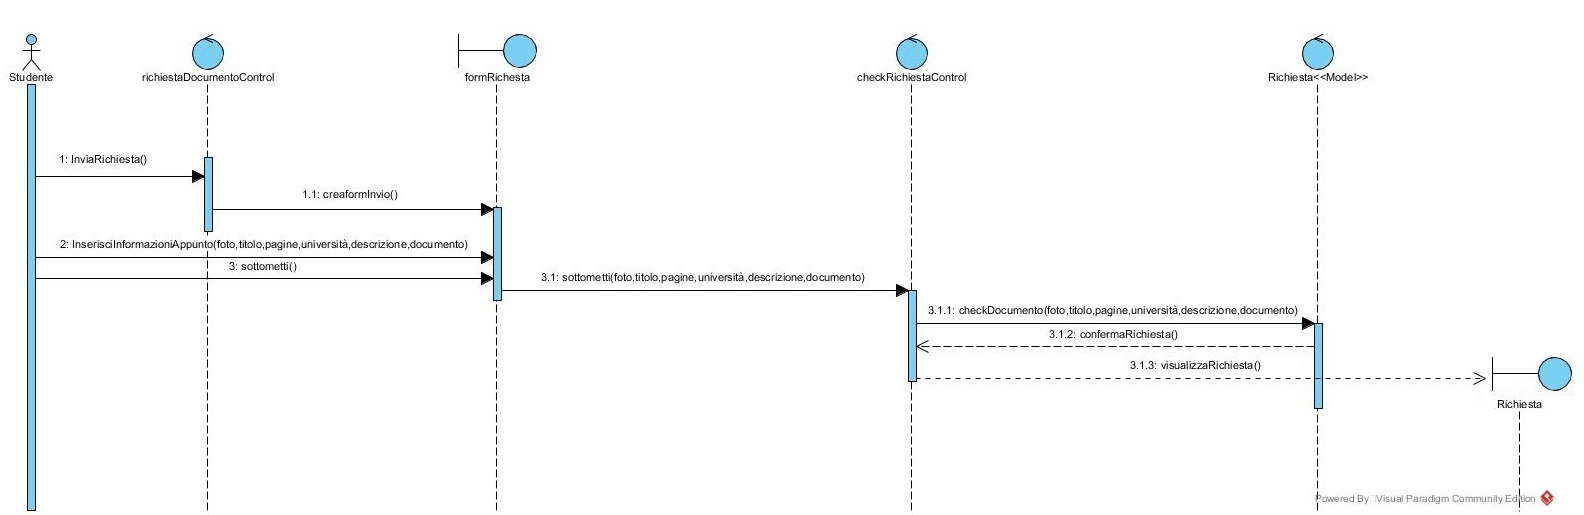 Studente
richiestaDocumentoControl
formRichesta
checkRichiestaControl
Richiesta<<Model>>
1: InviaRichiesta()
1.1: creaformInvio()
2: InserisciInformazioniAppunto(foto,titolo,pagine,università,descrizione,documento)
3: sottometti()
3.1: sottometti(foto,titolo,pagine,università,descrizione,documento)
3.1.1: checkDocumento(foto,titolo,pagine,università,descrizione,documento)
3.1.2: confermaRichiesta()
3.1.3: visualizzaRichiesta()
Richiesta
Powered By Visual Paradigm Community Edition